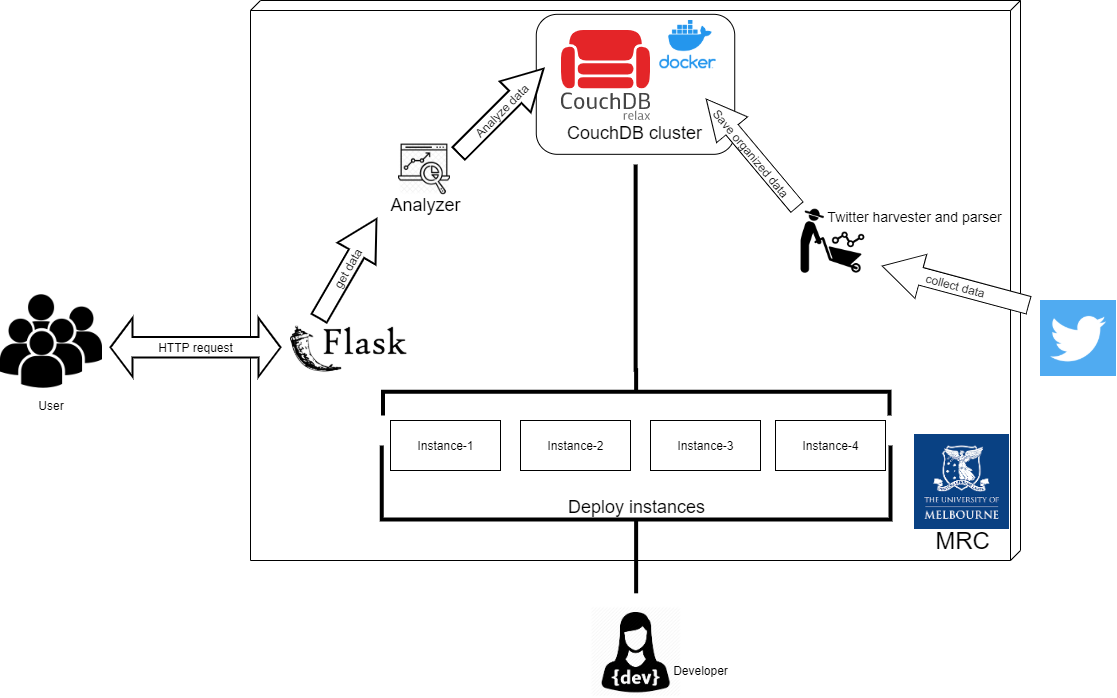 docker
CouchDB
relax
CouchDB cluster
Analyze data
Save organized data
Analyzer
Twitter harvester and parser
get data
collect data
HTTP request
Flask
User
Instance-1
Instance-2
Instance-3
Instance-4
Deploy instances
THE UNIVERSITY OF
MELBOURNE
MRC
{dev}
Developer